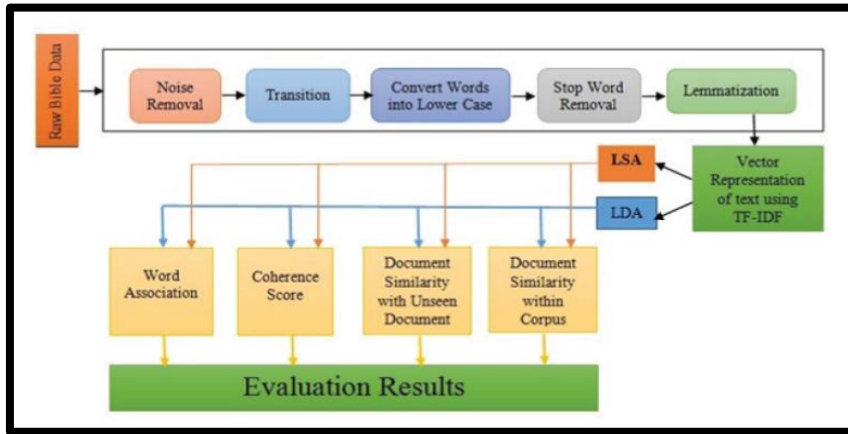 Raw Bible Data
Noise
Removal
Transition
Convert Words
into Lower Case
Stop Word
Removal
Lemmatization
LSA
LDA
Vector
Representation
of text using
TF-IDF
Word
Association
Coherence
Score
Document
Similarity
with Unseen
Document
Document
Similarity
within
Corpus
Evaluation Results